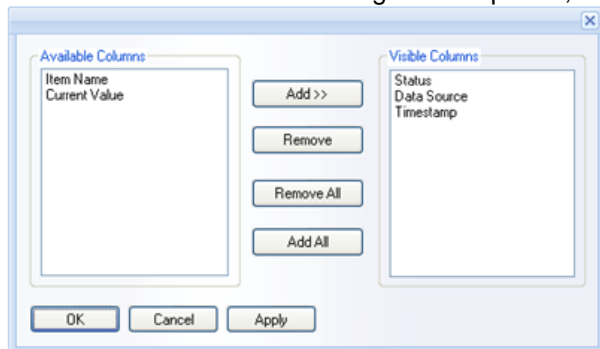 Available Columns
Item Name
Current Value
Add >>
Remove
Remove All
Add All
Visible Columns
Status
Data Source
Timestamp
OK
Cancel
Apply